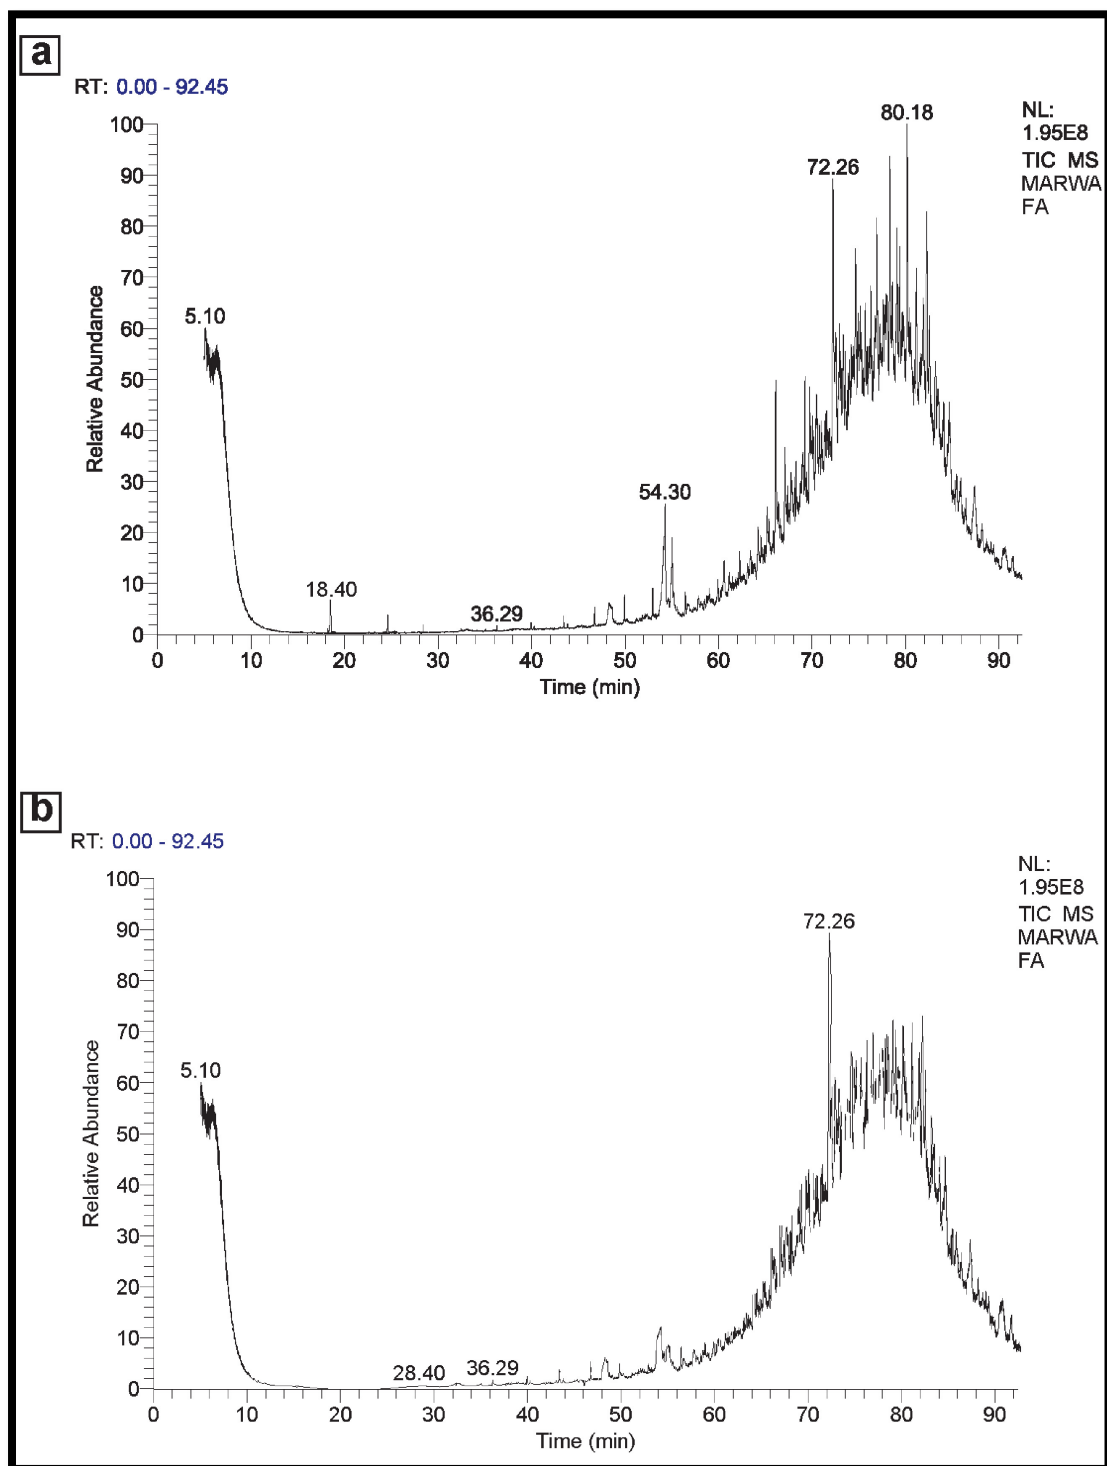 a
RT: 0.00 - 92.45
NL:
1.95E8
TIC MS
MARWA
FA
80.18
72.26
5.10
54.30
18.40
36.29
Relative Abundance
100
90
80
70
60
50
40
30
20
10
0
0 10 20 30 40 50 60 70 80 90
Time (min)
b
RT: 0.00 - 92.45
NL:
1.95E8
TIC MS
MARWA
FA
72.26
5.10
28.40
36.29
Relative Abundance
100
90
80
70
60
50
40
30
20
10
0
0 10 20 30 40 50 60 70 80 90
Time (min)